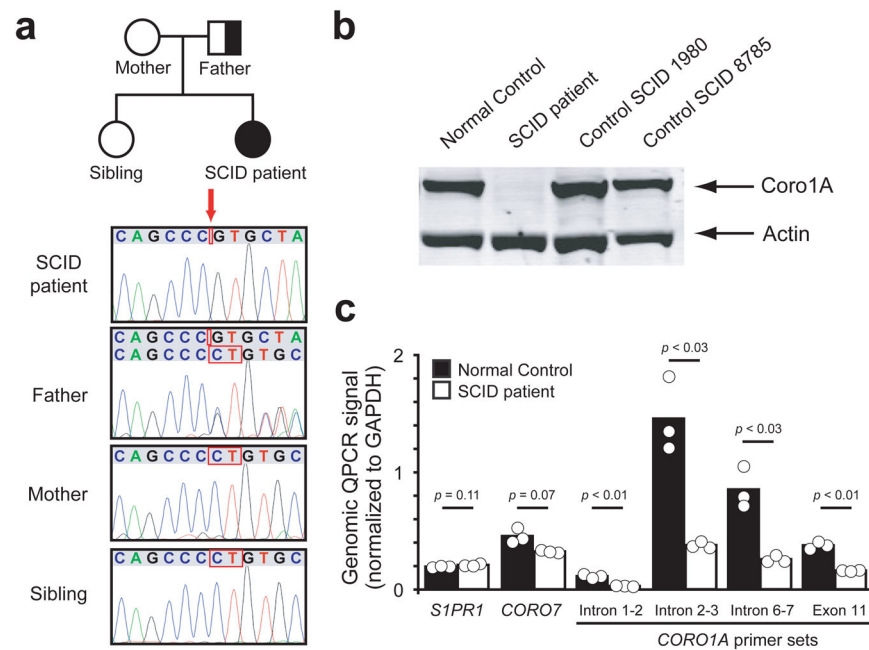 a
Mother
Father
Sibling
SCID patient
CAGCCCGTGCTA
SCID
patient
CAGCCCGTGCTA
CAGCCCCTGTGC
Father
CAGCCCCTGTGC
Mother
CAGCCCCTGTGC
Sibling
b
Normal Control
SCID patient
Control SCID 1980
Control SCID 8785
Coro1A
Actin
c
Genomic QPCR signal
(normalized to GAPDH)
2
1
0
Normal Control
SCID patient
p = 0.11
p = 0.07
p < 0.01
p < 0.03
p < 0.03
p < 0.01
S1PR1
CORO7
Intron 1-2
Intron 2-3
Intron 6-7
Exon 11
CORO1A primer sets